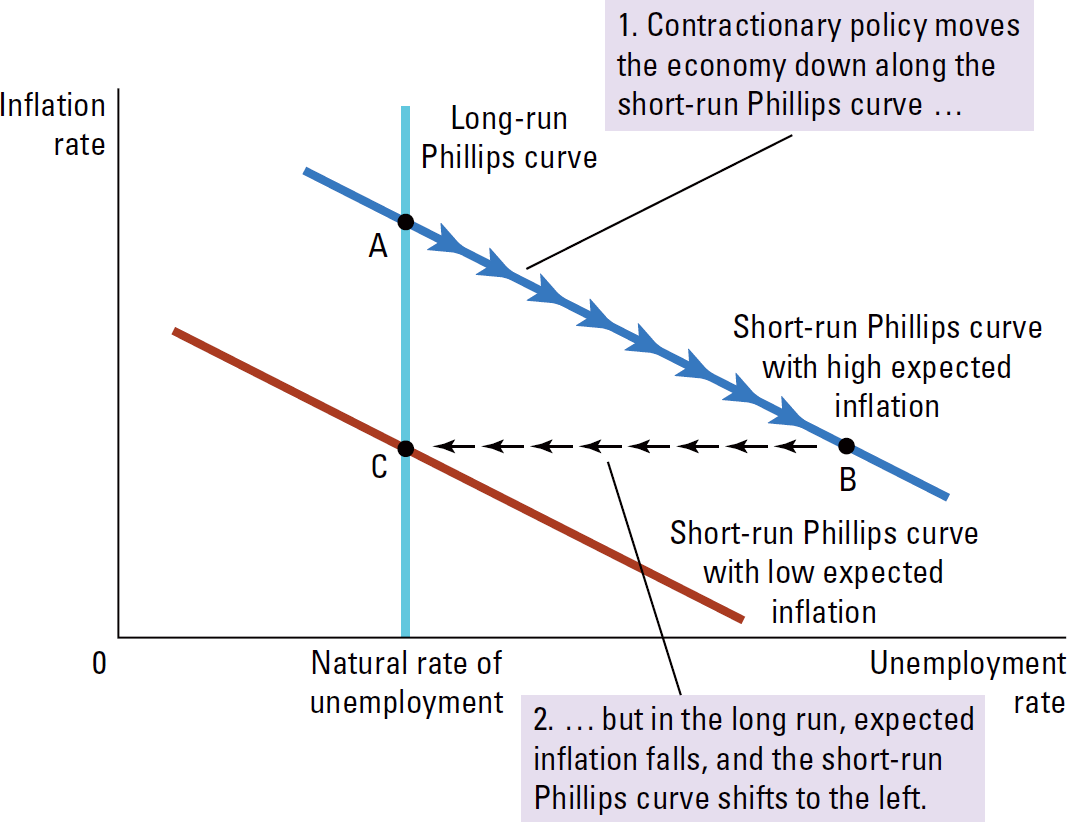 1. Contractionary policy moves
the economy down along the
short-run Phillips curve …
Inflation
rate
Long-run
Phillips curve
A
Short-run Phillips curve
with high expected
inflation
C
B
Short-run Phillips curve
with low expected
inflation
0
Natural rate of
unemployment
Unemployment
rate
2. … but in the long run, expected
inflation falls, and the short-run
Phillips curve shifts to the left.